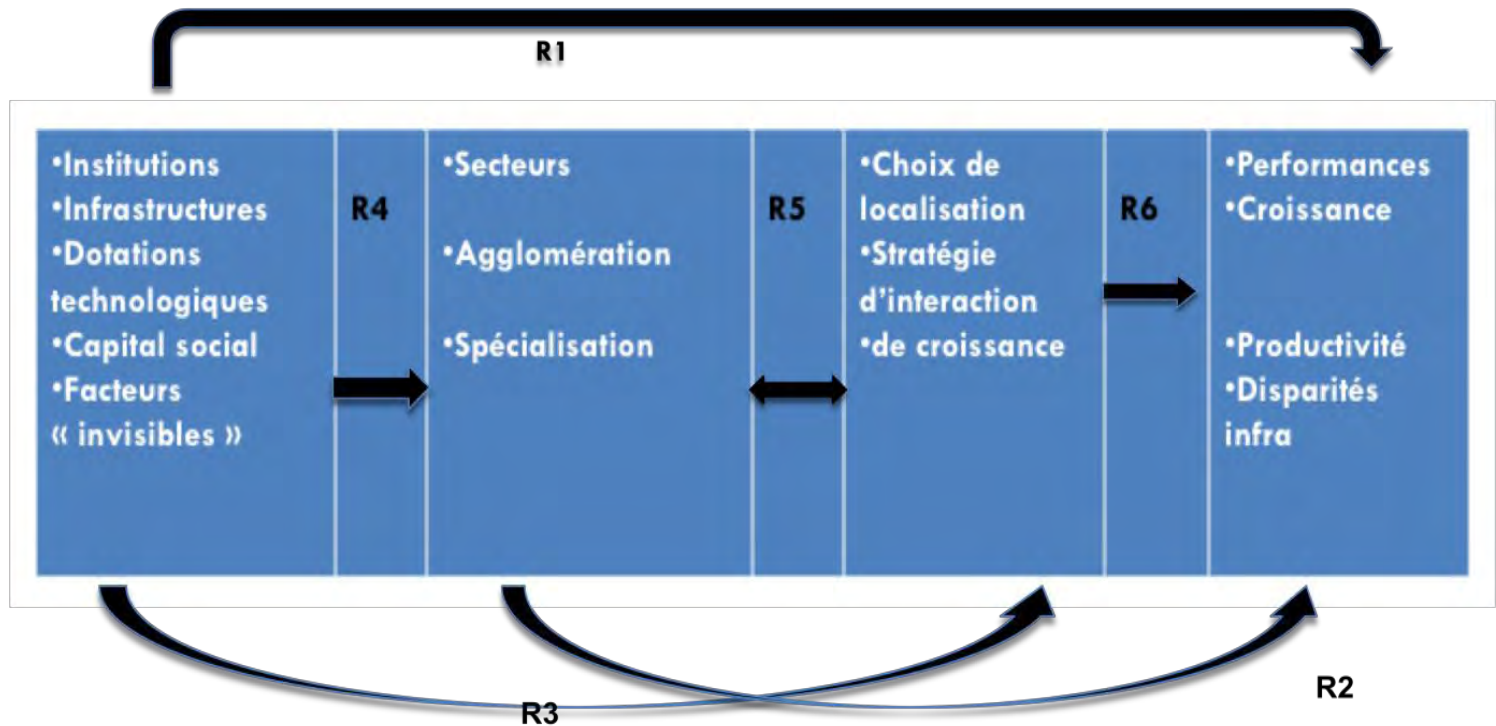 R1
•Institutions
•Infrastructures
•Dotations
technologiques
•Capital social
•Facteurs
« invisibles »
R4
•Secteurs
•Agglomération
•Spécialisation
R5
•Choix de
localisation
•Stratégie
d’interaction
•de croissance
R6
•Performances
•Croissance
•Productivité
•Disparités
infra
R3
R2